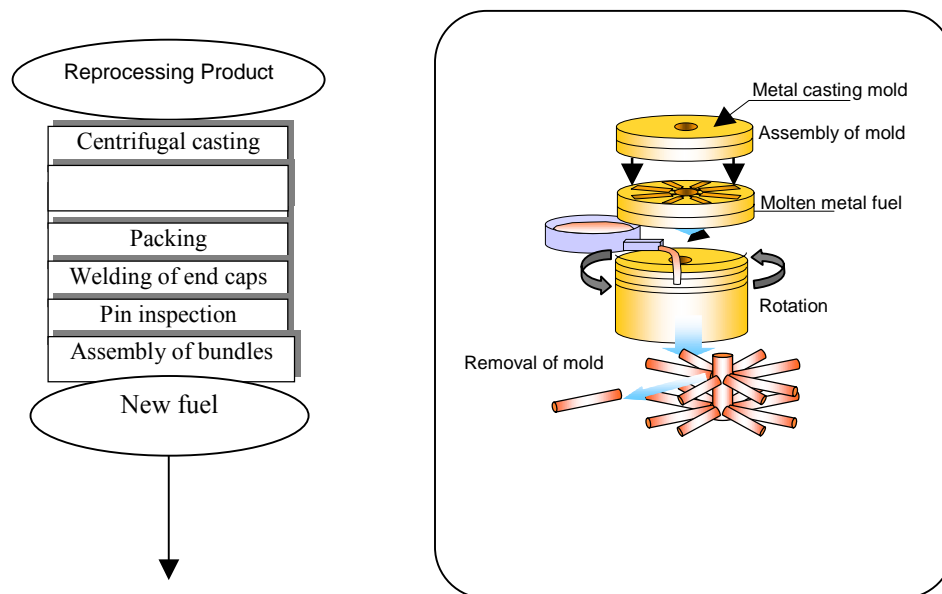 Reprocessing Product
Centrifugal casting
Packing
Welding of end caps
Pin inspection
Assembly of bundles
New fuel
Metal casting mold
Assembly of mold
Molten metal fuel
Rotation
Removal of mold